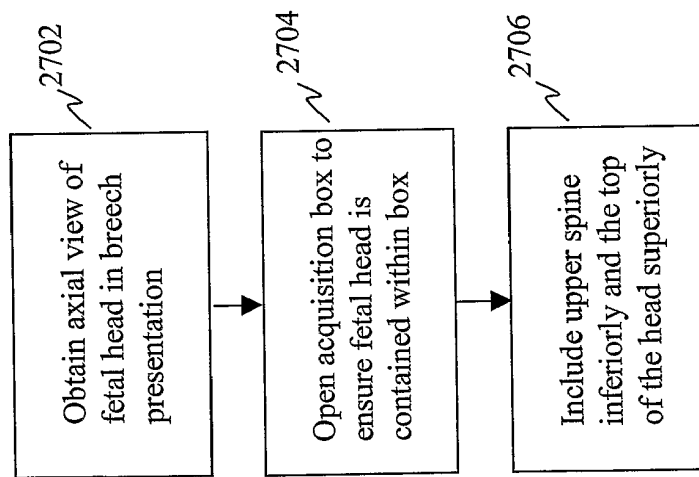 2702
Obtain axial view of
fetal head in breech
presentation
2704
Open acquisition box to
ensure fetal head is
contained within box
2706
Include upper spine
inferiorly and the top
of the head superiorly